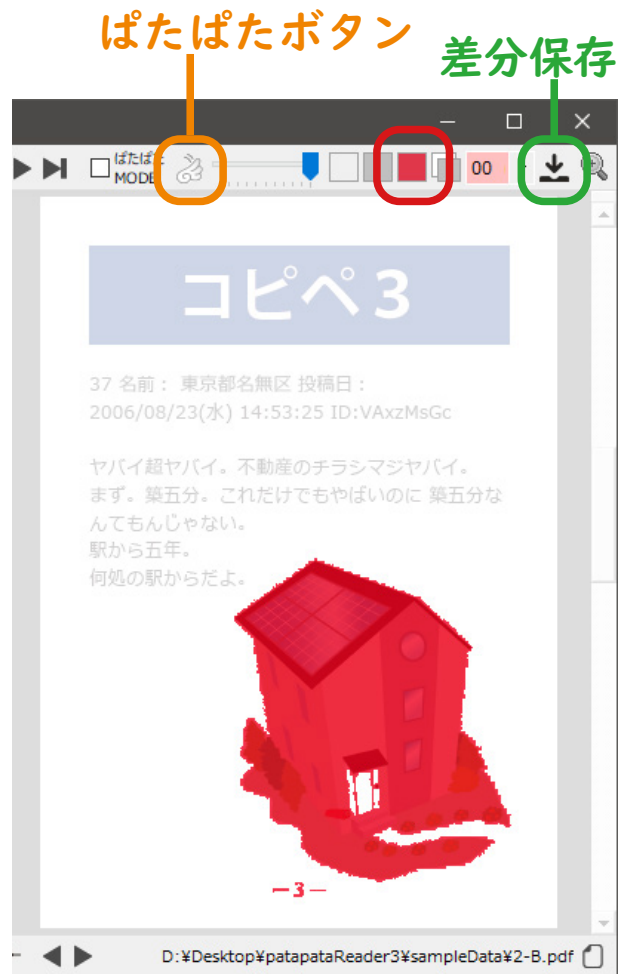 ぱたぱたボタン
差分保存
ぱたぱた
MODE
00
コピペ３
37 名前： 東京都名無区 投稿日：
2006/08/23(水) 14:53:25 ID:VAxzMsGc
ヤバイ超ヤバイ。不動産のチラシマジヤバイ。
まず。築五分。これだけでもやばいのに 築五分な
んてもんじゃない。
駅から五年。
何処の駅からだよ。
－3－
D:¥Desktop¥patapataReader3¥sampleData¥2-B.pdf